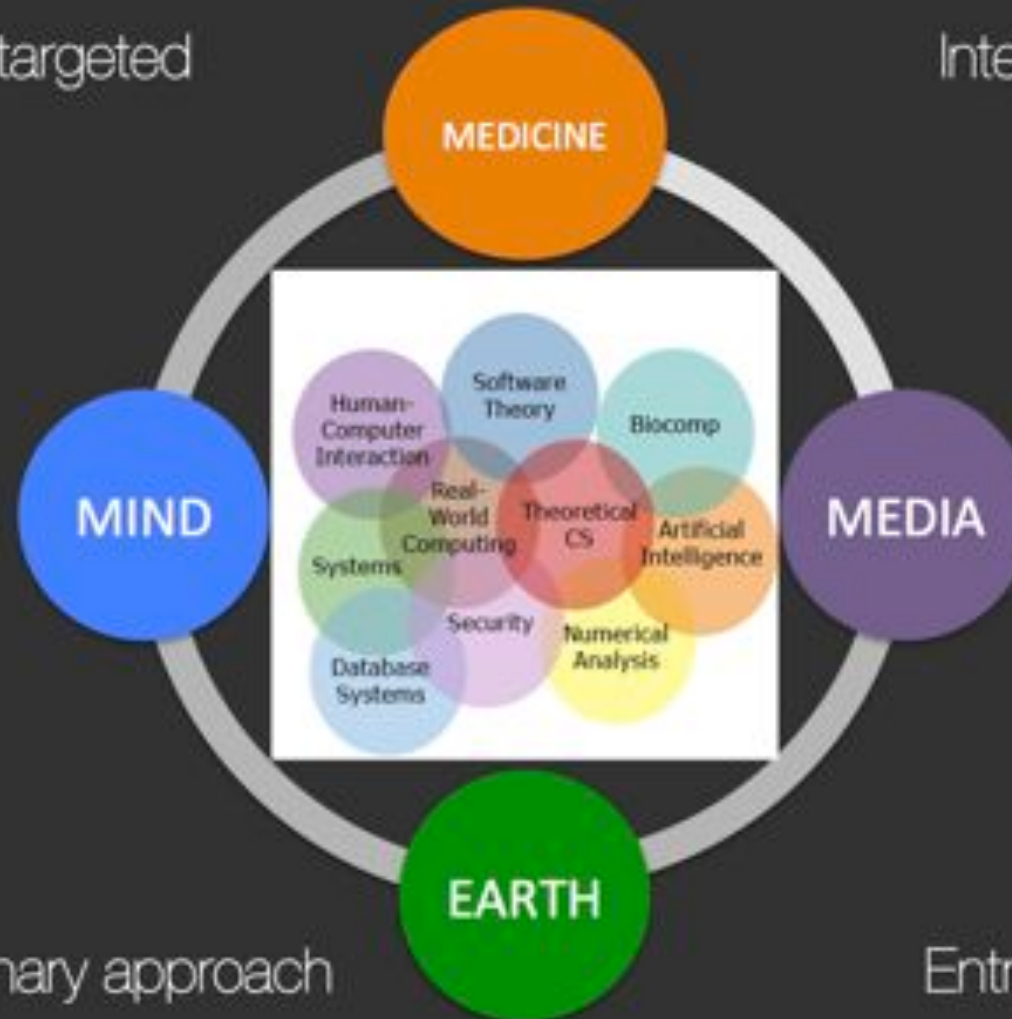 targeted
Inte
MEDICINE
Software
Theory
Human-
Computer
Interaction
Biocomp
Real-
World
Computing
Theoretical
CS
Artificial
Intelligence
Systems
MIND
MEDIA
Security
Numerical
Analysis
Database
Systems
EARTH
nary approach
Entr